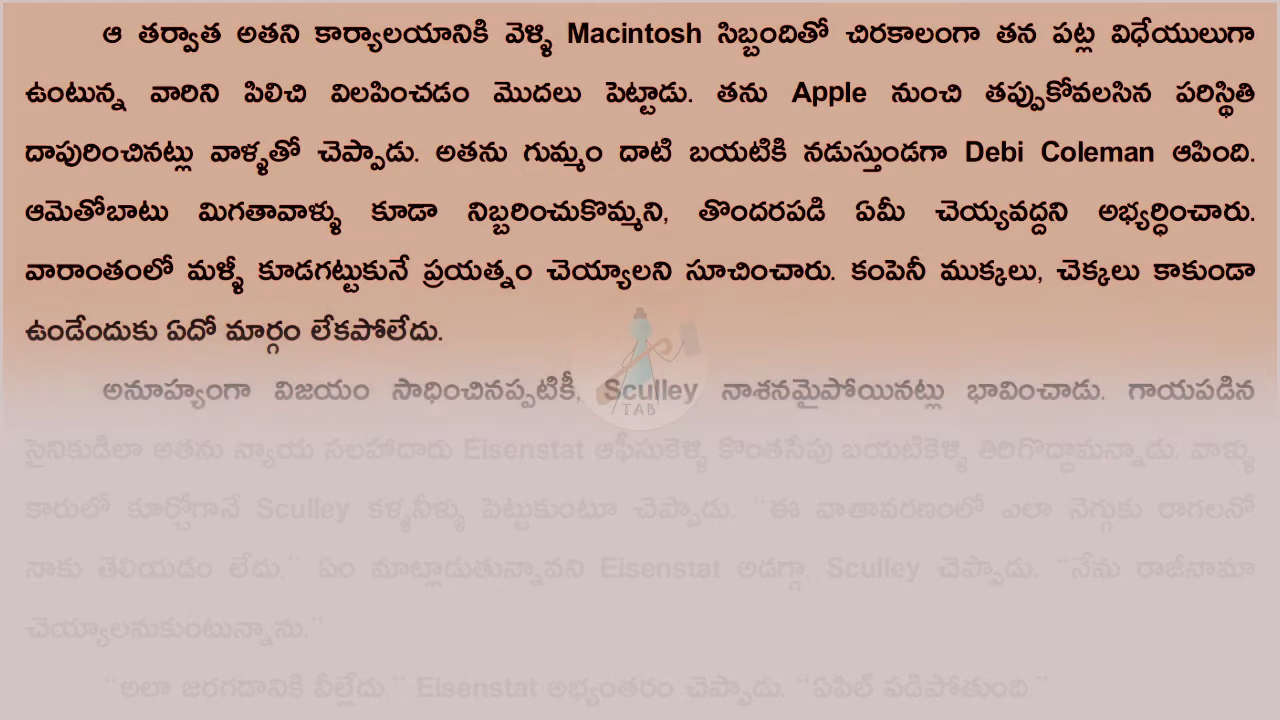 ఆ తర్వాత అతని కార్యాలయానికి వెళ్ళి Macintosh సిబ్బందితో చిరకాలంగా తన పట్ల విధేయులుగా
ఉంటున్న వారిని పిలిచి విలపించడం మొదలు పెట్టాడు. తను Apple నుంచి తప్పుకోవలసిన పరిస్థితి
దాపురించినట్లు వాళ్ళతో చెప్పాడు. అతను గుమ్మం దాటి బయటికి నడుస్తుండగా Debi Coleman ఆపింది.
ఆమెతోబాటు మిగతావాళ్ళు కూడా నిబ్బరించుకొమ్మని, తొందరపడి ఏమీ చెయ్యవద్దని అభ్యర్ధించారు.
వారాంతంలో మళ్ళీ కూడగట్టుకునే ప్రయత్నం చెయ్యాలని సూచించారు. కంపెనీ ముక్కలు, చెక్కలు కాకుండా
ఉండేందుకు ఏదో మార్గం లేకపోలేదు.
అనూహ్యంగా విజయం సాధించినప్పటికీ, Sculley నాశనమైపోయినట్లు భావించాడు. గాయపడిన
సైనికుడిలా అతను న్యాయ సలహాదారు Eisenstat ఆఫీసుకెళ్ళి కొంతసేపు బయటికెళ్ళి తిరిగొద్దామన్నాడు. వాళ్ళు
కారులో కూర్చోగానే Sculley కళ్ళనీళ్ళు పెట్టుకుంటూ చెప్పాడు. "ఈ వాతావరణంలో ఎలా నెగ్గుకు రాగలనో
నాకు తెలియడం లేదు." ఏం మాట్లాడుతున్నావని Eisenstat అడగ్గా, Sculley చెప్పాడు. "నేను రాజీనామా
చెయ్యాలనుకుంటున్నాను."
"అలా జరగడానికి వీల్లేదు." Eisenstat అభ్యంతరం చెప్పాడు. "ఏపిల్ పడిపోతుంది."
TAB